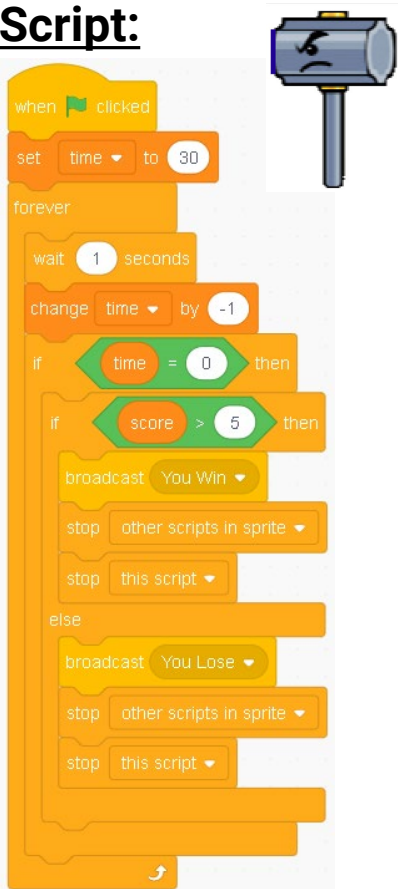 Script:
when clicked
set time to 30
forever
wait 1 seconds
change time by -1
if time = 0 then
if score > 5 then
broadcast You Win
stop other scripts in sprite
stop this script
else
broadcast You Lose
stop other scripts in sprite
stop this script